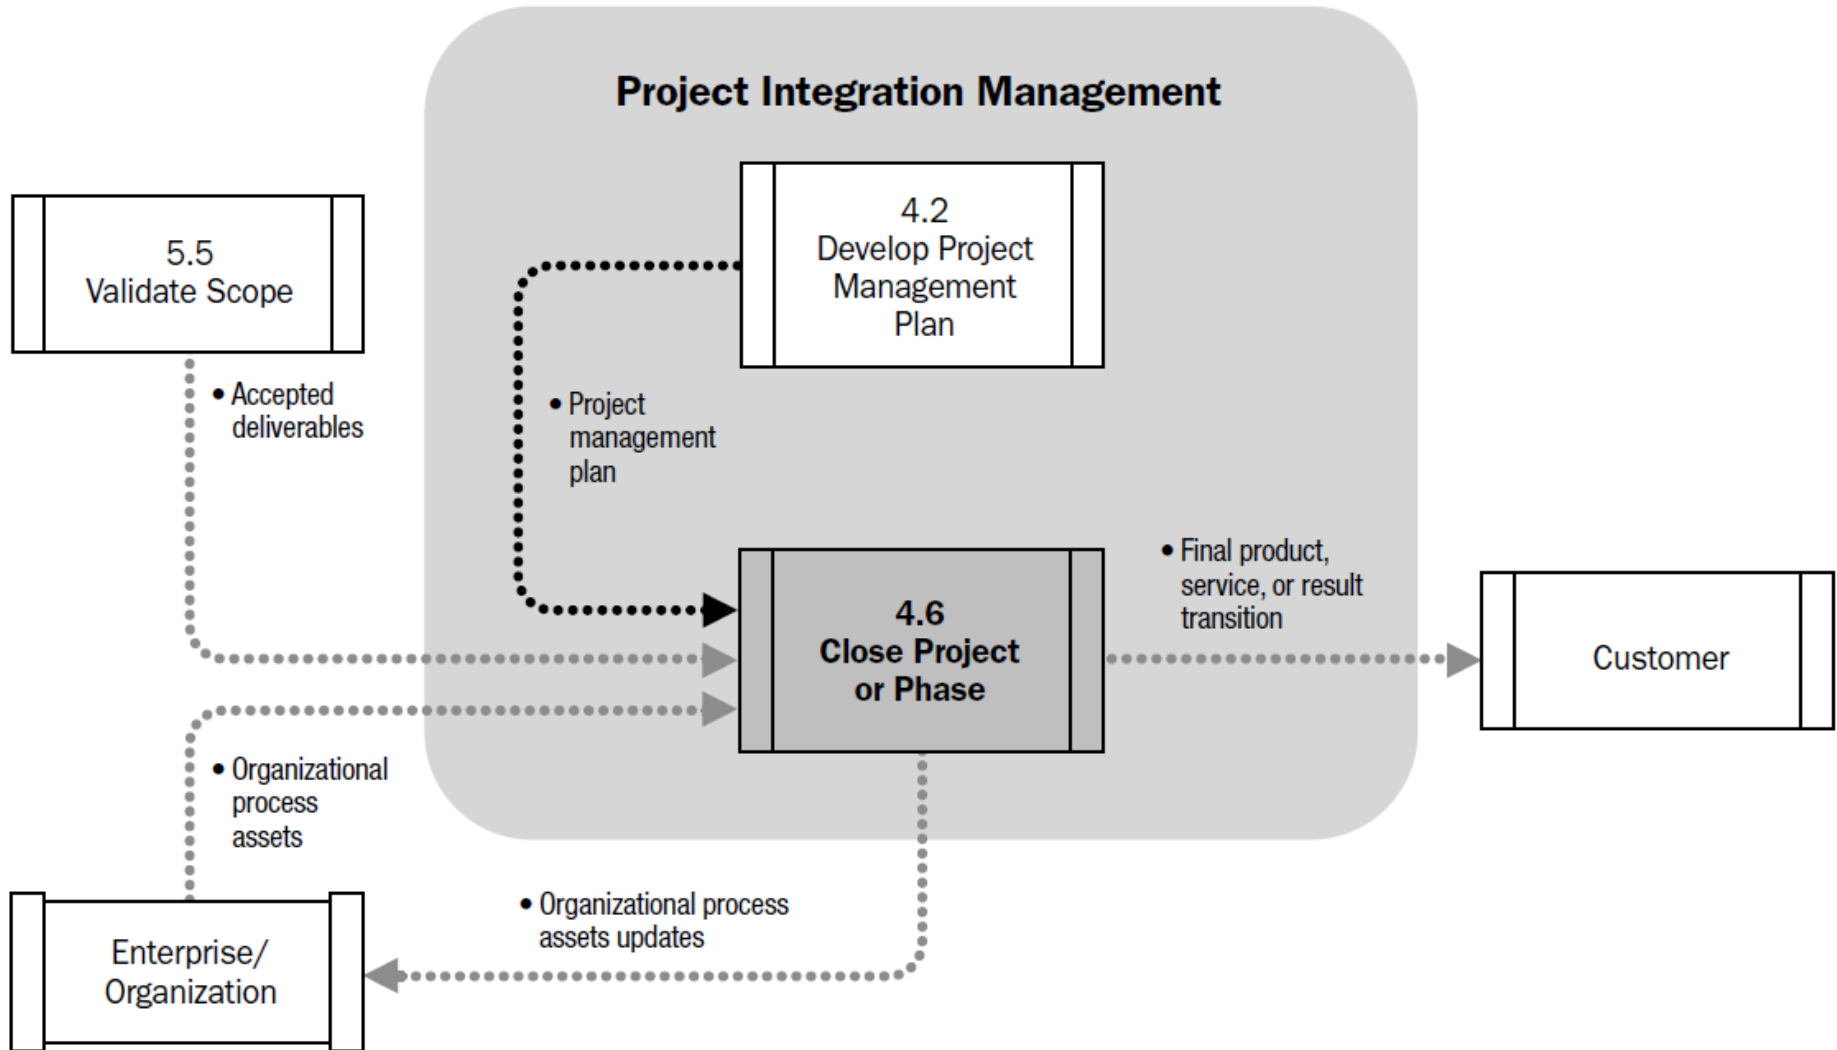 Project Integration Management
4.2
Develop Project
Management
Plan
5.5
Validate Scope
• Accepted
deliverables
• Project
management
plan
4.6
Close Project
or Phase
• Final product,
service, or result
transition
Customer
• Organizational
process
assets
• Organizational process
assets updates
Enterprise/
Organization